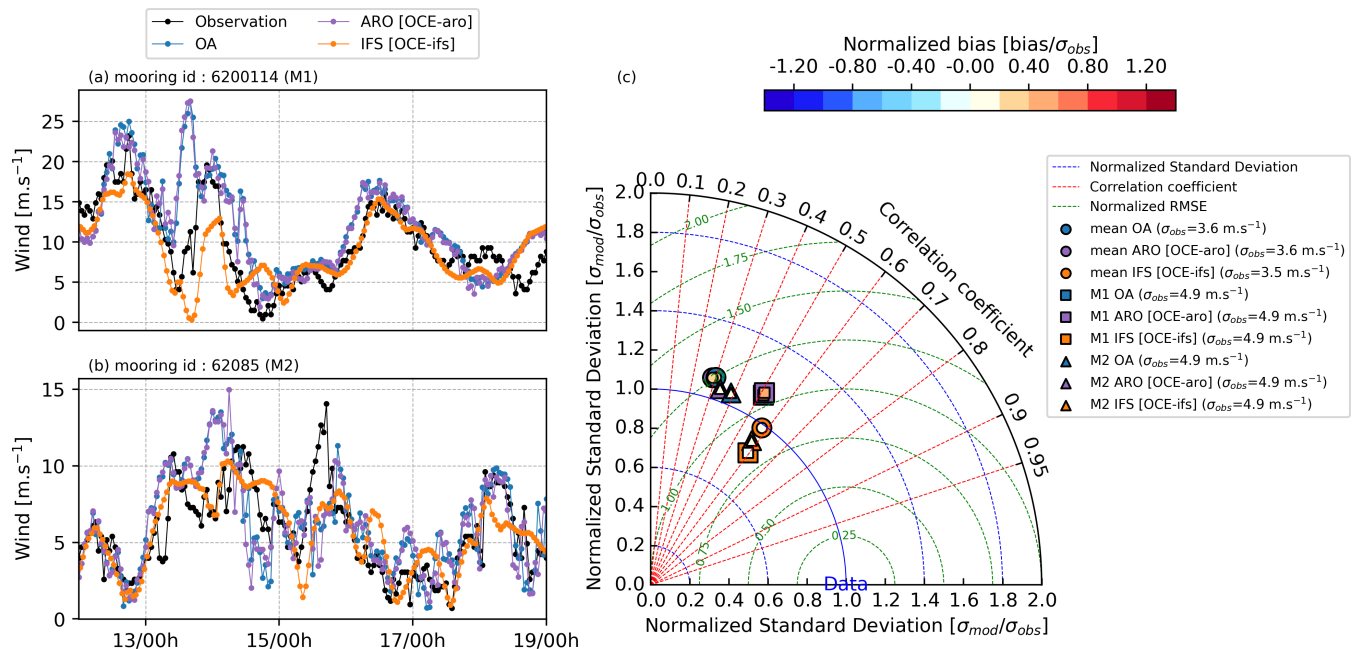 Observation
OA
ARO [OCE-aro]
IFS [OCE-ifs]
(a) mooring id : 6200114 (M1)
Wind [m.s⁻¹]
25
20
15
10
5
0
(b) mooring id : 62085 (M2)
Wind [m.s⁻¹]
15
10
5
0
13/00h 15/00h 17/00h 19/00h
(c)
Normalized bias [bias/σobs]
-1.20 -0.80 -0.40 -0.00 0.40 0.80 1.20
Normalized Standard Deviation [σmod/σobs]
2.0
1.8
1.6
1.4
1.2
1.0
0.8
0.6
0.4
0.2
0.0
0.0 0.1 0.2 0.3 0.4 0.5 0.6 0.7 0.8 0.9 0.95
Correlation coefficient
2.00
1.75
1.50
1.00
0.75
0.50
0.25
Data
0.0 0.2 0.4 0.6 0.8 1.0 1.2 1.4 1.6 1.8 2.0
Normalized Standard Deviation [σmod/σobs]
Normalized Standard Deviation
Correlation coefficient
Normalized RMSE
mean OA (σobs=3.6 m.s⁻¹)
mean ARO [OCE-aro] (σobs=3.6 m.s⁻¹)
mean IFS [OCE-ifs] (σobs=3.5 m.s⁻¹)
M1 OA (σobs=4.9 m.s⁻¹)
M1 ARO [OCE-aro] (σobs=4.9 m.s⁻¹)
M1 IFS [OCE-ifs] (σobs=4.9 m.s⁻¹)
M2 OA (σobs=4.9 m.s⁻¹)
M2 ARO [OCE-aro] (σobs=4.9 m.s⁻¹)
M2 IFS [OCE-ifs] (σobs=4.9 m.s⁻¹)